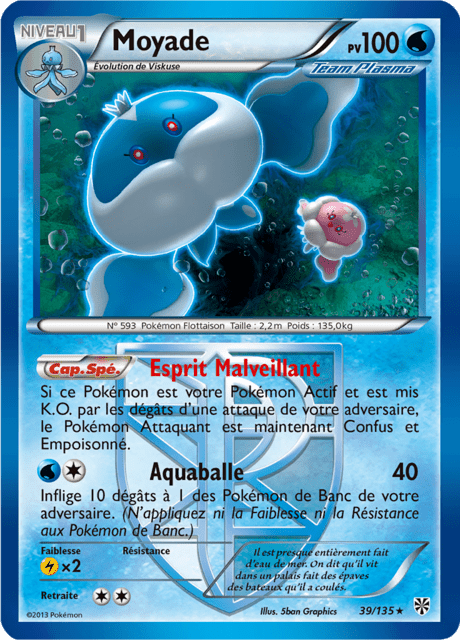 NIVEAU 1
Moyade
PV 100
Évolution de Viskuse
Team Plasma
N° 593 Pokémon Flottaison Taille : 2,2 m Poids : 135,0kg
Cap. Spé. Esprit Malveillant
Si ce Pokémon est votre Pokémon Actif et est mis
K.O. par les dégâts d'une attaque de votre adversaire,
le Pokémon Attaquant est maintenant Confus et
Empoisonné.
Aquaballe 40
Inflige 10 dégâts à 1 des Pokémon de Banc de votre
adversaire. (N'appliquez ni la Faiblesse ni la Résistance
aux Pokémon de Banc.)
Faiblesse Résistance
×2
Retraite
Il est presque entièrement fait
d'eau de mer. On dit qu'il vit
dans un palais fait des épaves
des bateaux qu'il a coulés.
©2013 Pokémon
Illus. 5ban Graphics
39/135 ★